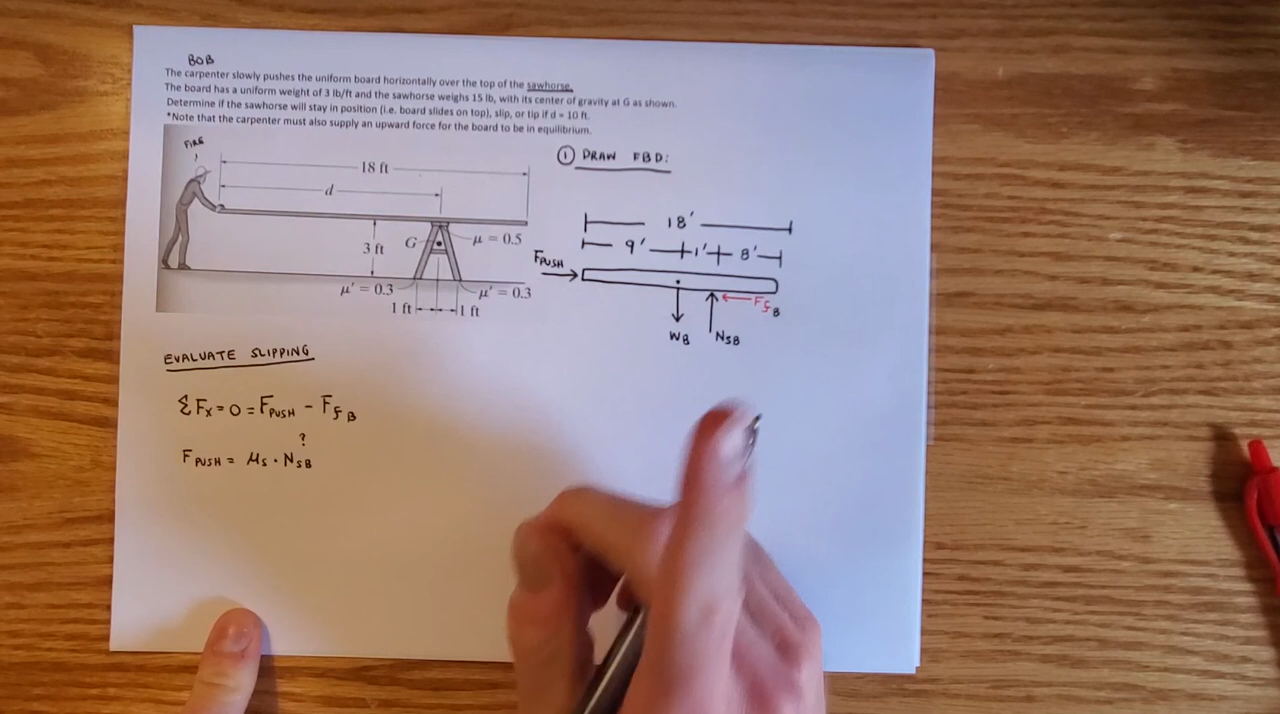 BOB
The carpenter slowly pushes the uniform board horizontally over the top of the sawhorse.
The board has a uniform weight of 3 lb/ft and the sawhorse weighs 15 lb, with its center of gravity at G as shown.
Determine if the sawhorse will stay in position (i.e. board slides on top), slip, or tip if d = 10 ft.
*Note that the carpenter must also supply an upward force for the board to be in equilibrium.
FIRE
!
18 ft
d
3 ft
G
μ = 0.5
μ' = 0.3
μ' = 0.3
1 ft
1 ft
① DRAW FBD:
18'
9' 1' 8'
FPUSH
FfB
WB NSB
EVALUATE SLIPPING
ΣFx = 0 = FPUSH - FfB
?
FPUSH = μs · NSB